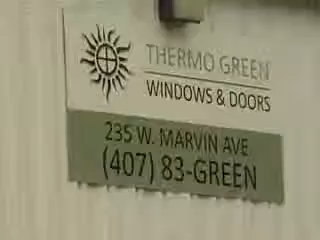 THERMO GREEN
WINDOWS & DOORS
235 W. MARVIN AVE
(407) 83-GREEN